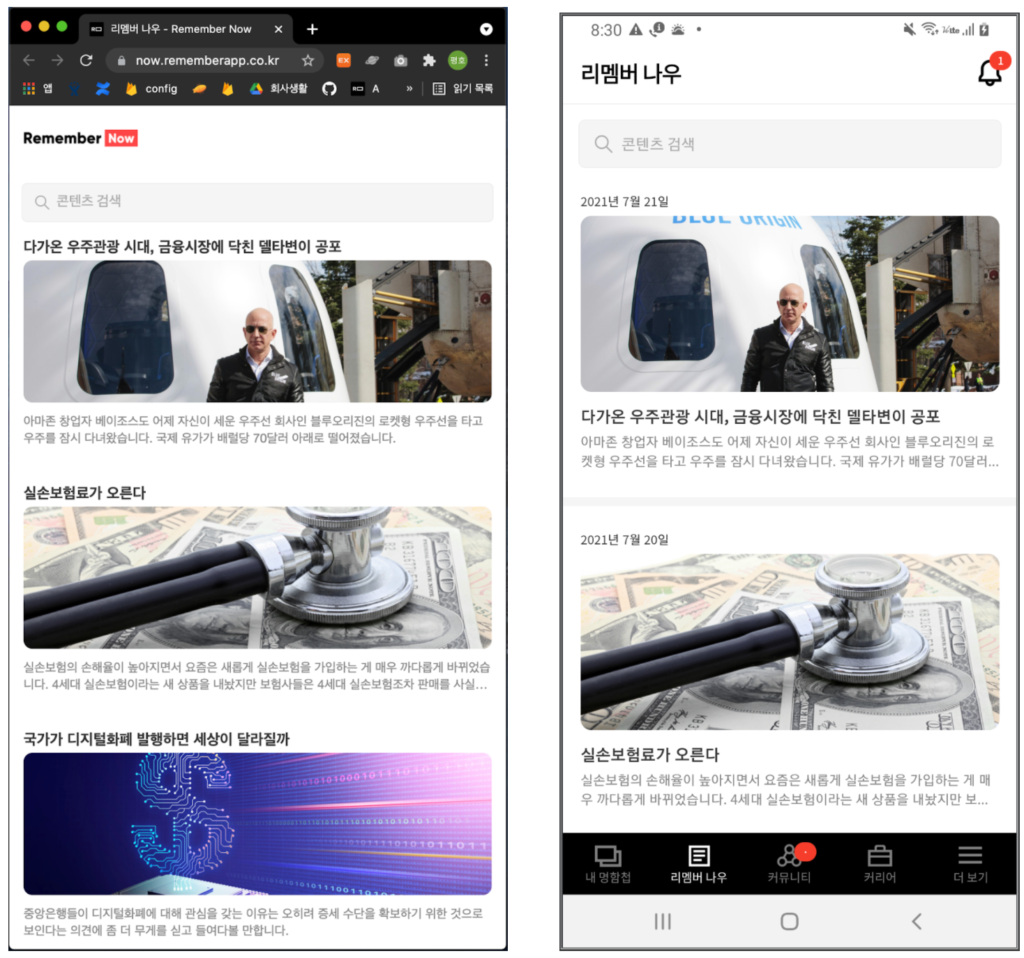 리멤버 나우 - Remember Now
now.rememberapp.co.kr
EX
평호
앱
config
회사생활
A
»
읽기 목록
Remember Now
콘텐츠 검색
다가온 우주관광 시대, 금융시장에 닥친 델타변이 공포
아마존 창업자 베이조스도 어제 자신이 세운 우주선 회사인 블루오리진의 로켓형 우주선을 타고
우주를 잠시 다녀왔습니다. 국제 유가가 배럴당 70달러 아래로 떨어졌습니다.
실손보험료가 오른다
실손보험의 손해율이 높아지면서 요즘은 새롭게 실손보험을 가입하는 게 매우 까다롭게 바뀌었습
니다. 4세대 실손보험이라는 새 상품을 내놨지만 보험사들은 4세대 실손보험조차 판매를 사실...
국가가 디지털화폐 발행하면 세상이 달라질까
중앙은행들이 디지털화폐에 대해 관심을 갖는 이유는 오히려 증세 수단을 확보하기 위한 것으로
보인다는 의견에 좀 더 무게를 싣고 들여다볼 만합니다.
8:30
리멤버 나우
1
콘텐츠 검색
2021년 7월 21일
BLUE ORIGIN
다가온 우주관광 시대, 금융시장에 닥친 델타변이 공포
아마존 창업자 베이조스도 어제 자신이 세운 우주선 회사인 블루오리진의 로
켓형 우주선을 타고 우주를 잠시 다녀왔습니다. 국제 유가가 배럴당 70달러...
2021년 7월 20일
100
실손보험료가 오른다
실손보험의 손해율이 높아지면서 요즘은 새롭게 실손보험을 가입하는 게 매
우 까다롭게 바뀌었습니다. 4세대 실손보험이라는 새 상품을 내놨지만 보...
내 명함첩
리멤버 나우
커뮤니티
커리어
더 보기